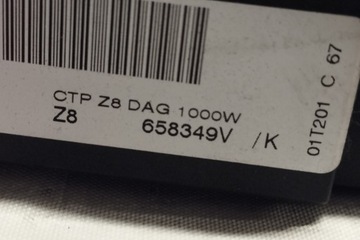 CTP Z8 DAG 1000W
Z8 658349V /K
01T201 C 67